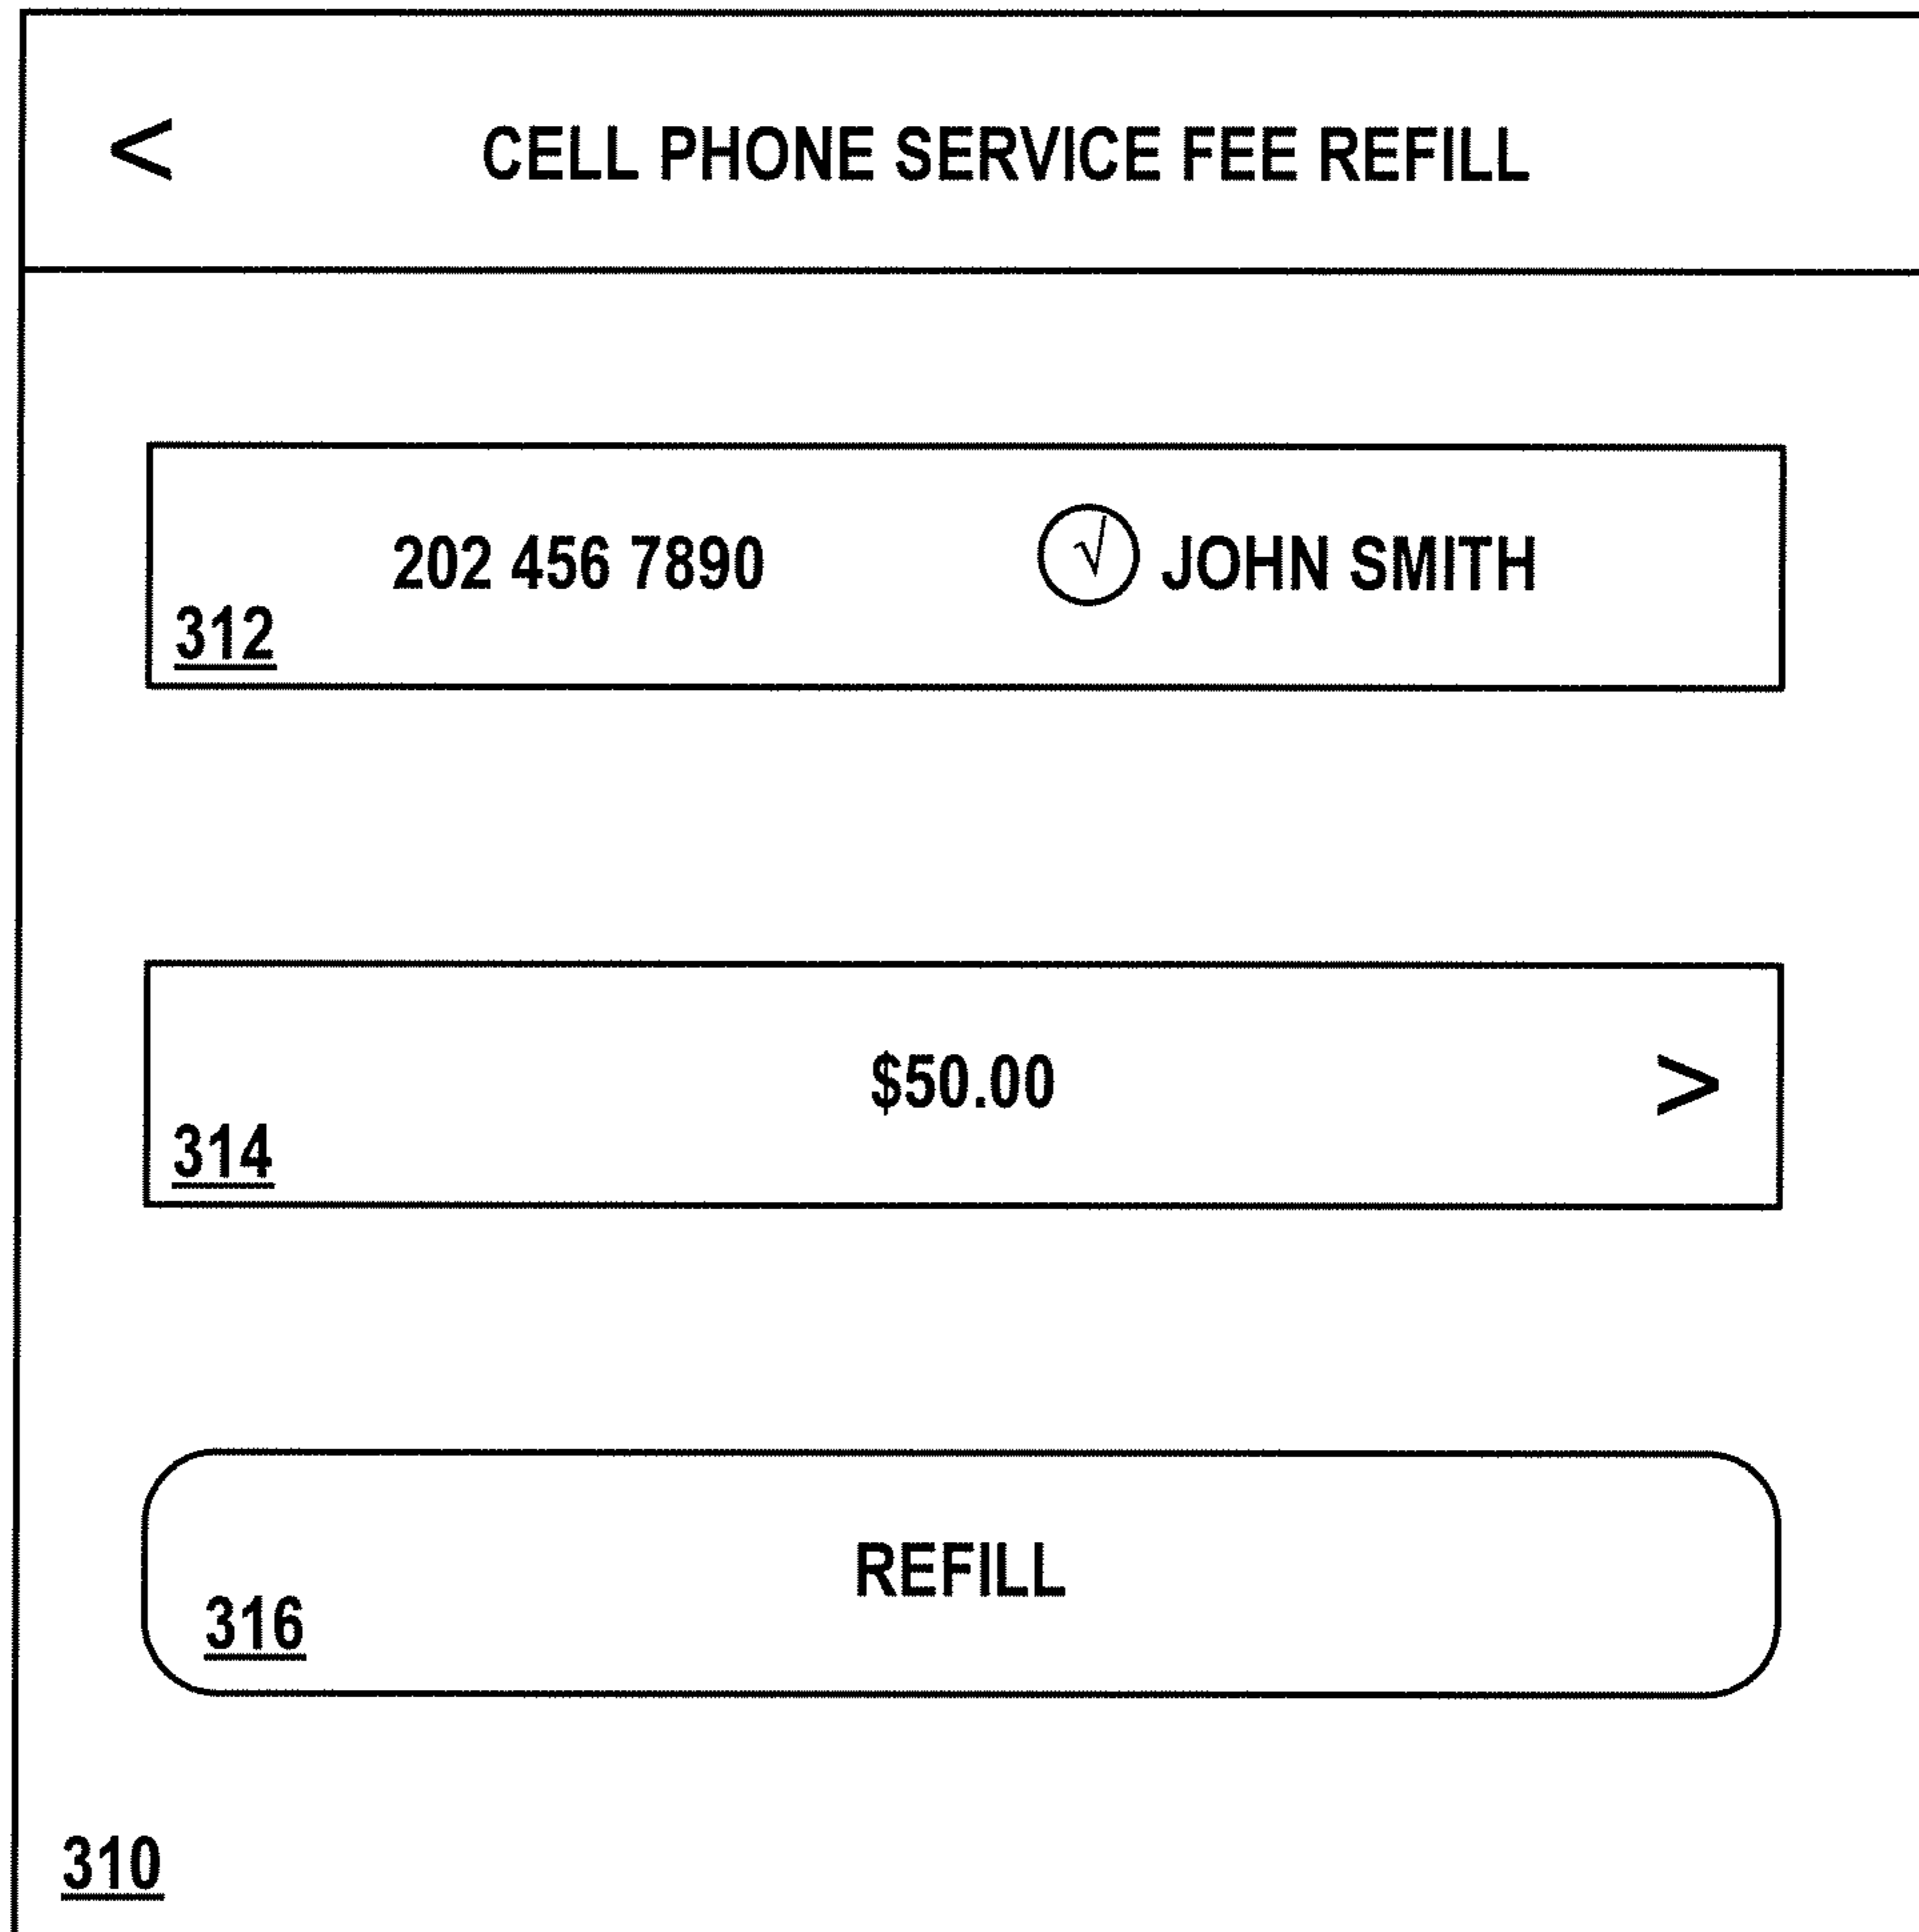 < CELL PHONE SERVICE FEE REFILL
202 456 7890 √ JOHN SMITH
312
$50.00 >
314
REFILL
316
310